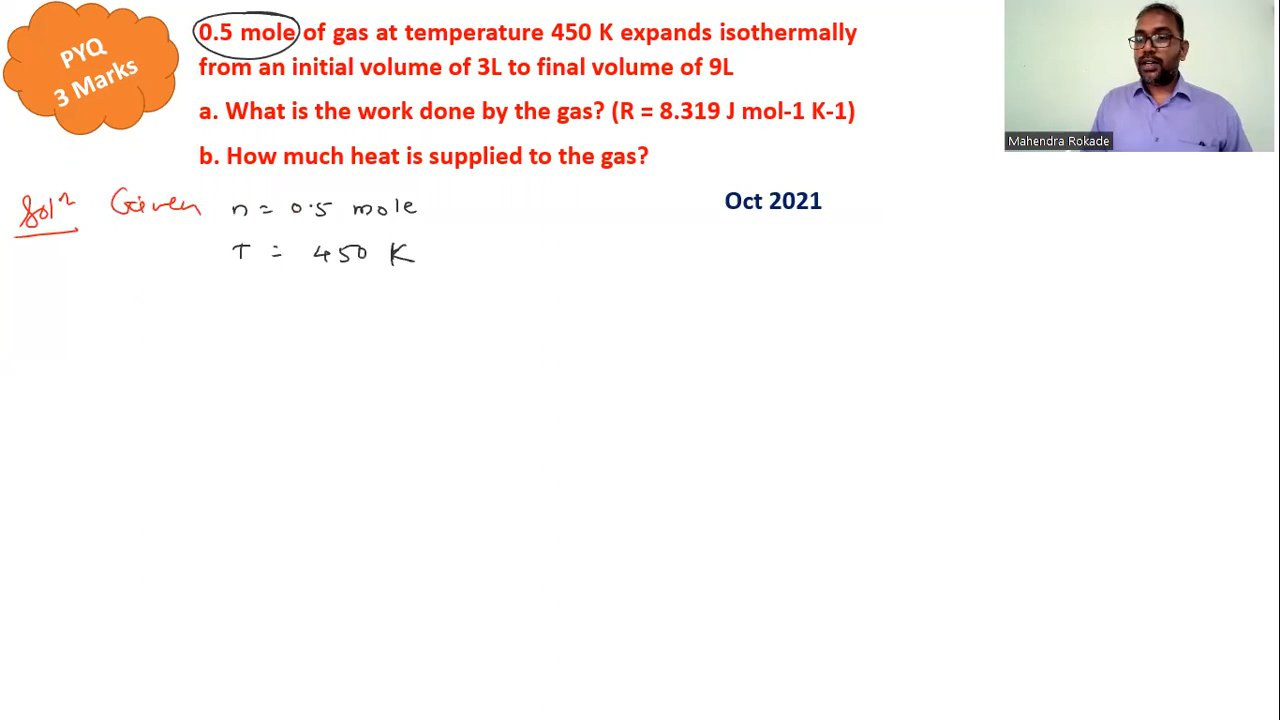 PYQ
3 Marks
0.5 mole of gas at temperature 450 K expands isothermally
from an initial volume of 3L to final volume of 9L
a. What is the work done by the gas? (R = 8.319 J mol-1 K-1)
b. How much heat is supplied to the gas?
Mahendra Rokade
Oct 2021
Solⁿ Given n = 0.5 mole
T = 450 K